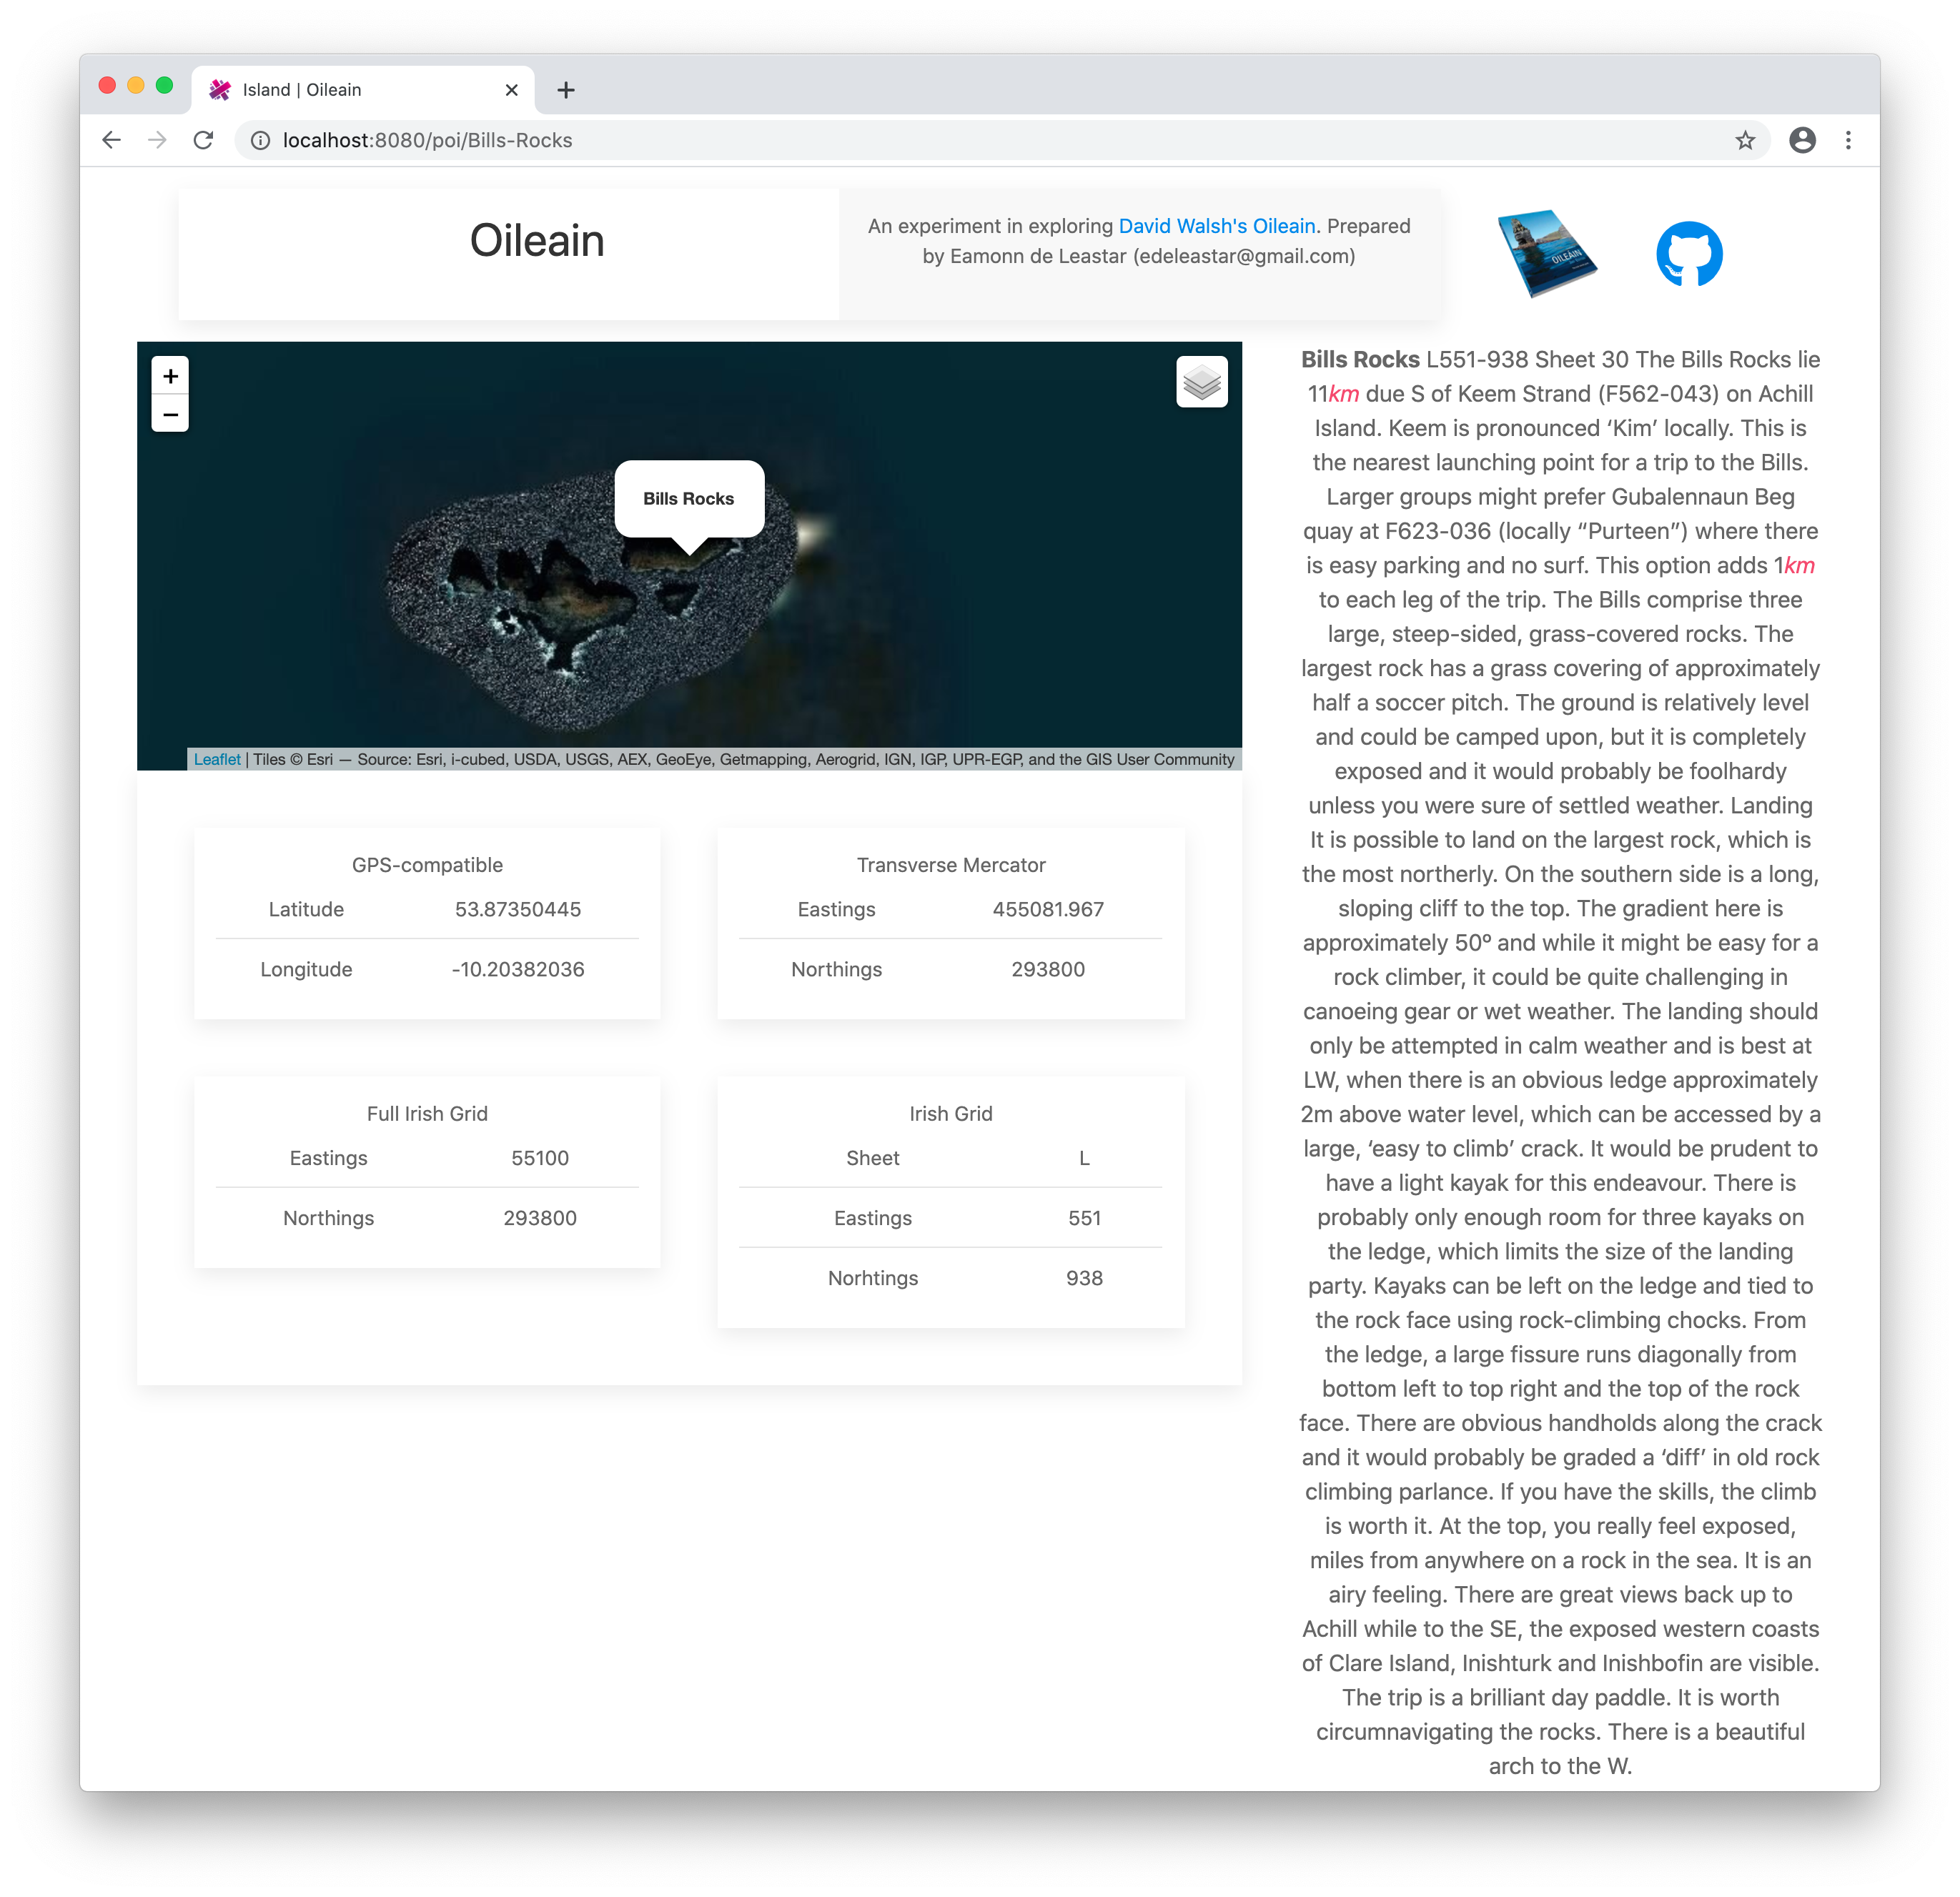 Island | Oileain
localhost:8080/poi/Bills-Rocks
Oileain
An experiment in exploring David Walsh's Oileain. Prepared
by Eamonn de Leastar (edeleastar@gmail.com)
OILEAIN
+
−
Bills Rocks
Leaflet | Tiles © Esri — Source: Esri, i-cubed, USDA, USGS, AEX, GeoEye, Getmapping, Aerogrid, IGN, IGP, UPR-EGP, and the GIS User Community
GPS-compatible
Latitude 53.87350445
Longitude -10.20382036
Transverse Mercator
Eastings 455081.967
Northings 293800
Full Irish Grid
Eastings 55100
Northings 293800
Irish Grid
Sheet L
Eastings 551
Norhtings 938
Bills Rocks L551-938 Sheet 30 The Bills Rocks lie
11km due S of Keem Strand (F562-043) on Achill
Island. Keem is pronounced ‘Kim’ locally. This is
the nearest launching point for a trip to the Bills.
Larger groups might prefer Gubalennaun Beg
quay at F623-036 (locally “Purteen”) where there
is easy parking and no surf. This option adds 1km
to each leg of the trip. The Bills comprise three
large, steep-sided, grass-covered rocks. The
largest rock has a grass covering of approximately
half a soccer pitch. The ground is relatively level
and could be camped upon, but it is completely
exposed and it would probably be foolhardy
unless you were sure of settled weather. Landing
It is possible to land on the largest rock, which is
the most northerly. On the southern side is a long,
sloping cliff to the top. The gradient here is
approximately 50º and while it might be easy for a
rock climber, it could be quite challenging in
canoeing gear or wet weather. The landing should
only be attempted in calm weather and is best at
LW, when there is an obvious ledge approximately
2m above water level, which can be accessed by a
large, ‘easy to climb’ crack. It would be prudent to
have a light kayak for this endeavour. There is
probably only enough room for three kayaks on
the ledge, which limits the size of the landing
party. Kayaks can be left on the ledge and tied to
the rock face using rock-climbing chocks. From
the ledge, a large fissure runs diagonally from
bottom left to top right and the top of the rock
face. There are obvious handholds along the crack
and it would probably be graded a ‘diff’ in old rock
climbing parlance. If you have the skills, the climb
is worth it. At the top, you really feel exposed,
miles from anywhere on a rock in the sea. It is an
airy feeling. There are great views back up to
Achill while to the SE, the exposed western coasts
of Clare Island, Inishturk and Inishbofin are visible.
The trip is a brilliant day paddle. It is worth
circumnavigating the rocks. There is a beautiful
arch to the W.